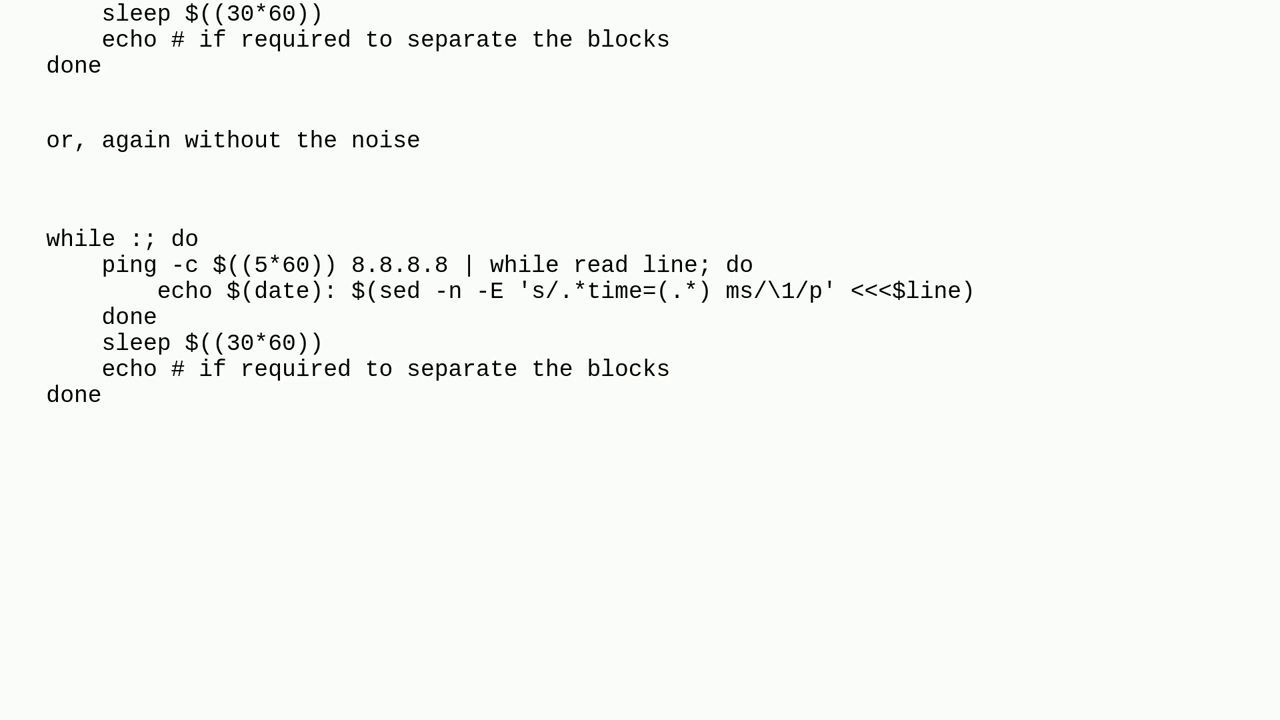 sleep $((30*60))
echo # if required to separate the blocks
done
or, again without the noise
while :; do
ping -c $((5*60)) 8.8.8.8 | while read line; do
echo $(date): $(sed -n -E 's/.*time=(.*) ms/\1/p' <<<$line)
done
sleep $((30*60))
echo # if required to separate the blocks
done